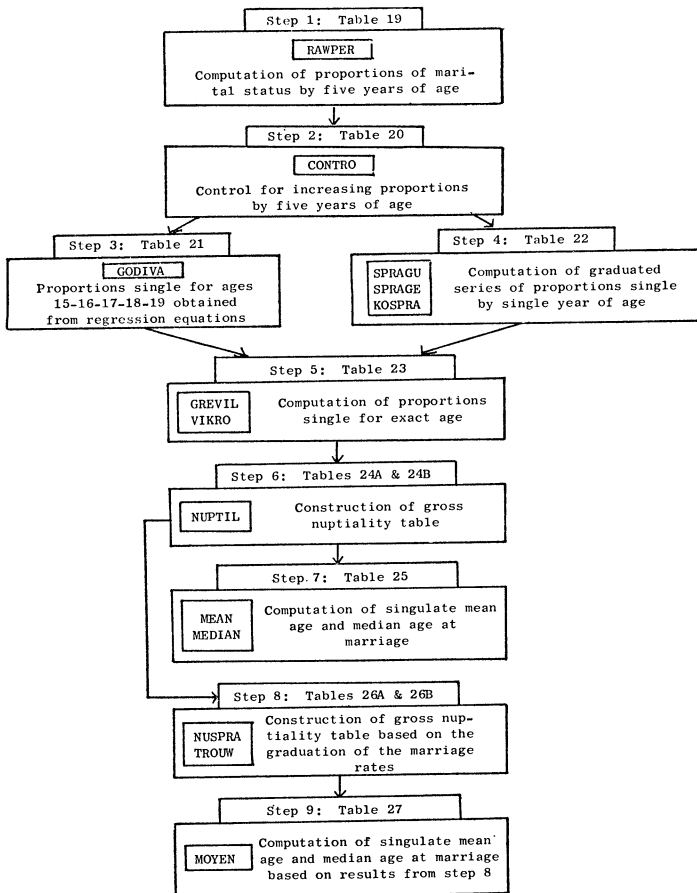 Step 1: Table 19
RAWPER
Computation of proportions of mari-
tal status by five years of age
Step 2: Table 20
CONTRO
Control for increasing proportions
by five years of age
Step 3: Table 21
GODIVA
Proportions single for ages
15-16-17-18-19 obtained
from regression equations
Step 4: Table 22
SPRAGU
SPRAGE
KOSPRA
Computation of graduated
series of proportions single
by single year of age
Step 5: Table 23
GREVIL
VIKRO
Computation of proportions
single for exact age
Step 6: Tables 24A & 24B
NUPTIL
Construction of gross
nuptiality table
Step 7: Table 25
MEAN
MEDIAN
Computation of singulate mean
age and median age at
marriage
Step 8: Tables 26A & 26B
NUSPRA
TROUW
Construction of gross nup-
tiality table based on the
graduation of the marriage
rates
Step 9: Table 27
MOYEN
Computation of singulate mean
age and median age at marriage
based on results from step 8